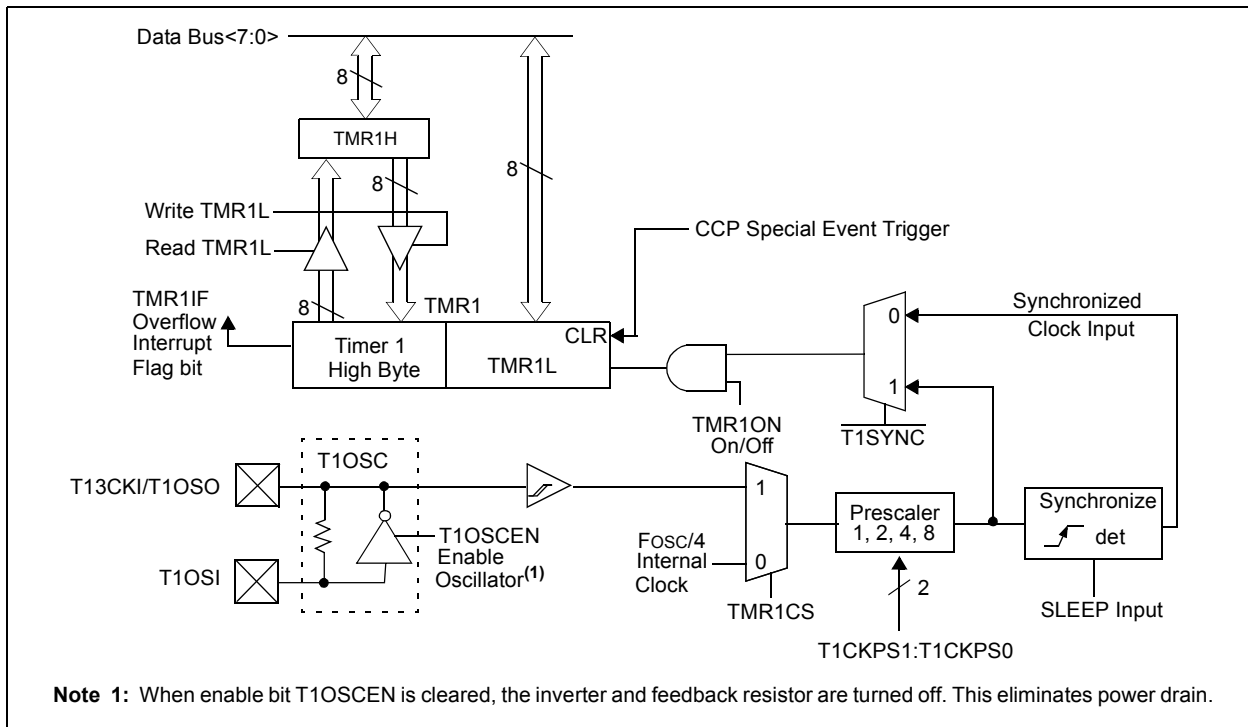 Data Bus<7:0>
8
TMR1H
8
8
Write TMR1L
Read TMR1L
CCP Special Event Trigger
TMR1IF
Overflow
Interrupt
Flag bit
8
TMR1
CLR
Timer 1
High Byte
TMR1L
TMR1ON
On/Off
0
1
T1SYNC
Synchronized
Clock Input
T1OSC
T13CKI/T1OSO
T1OSI
T1OSCEN
Enable
Oscillator(1)
FOSC/4
Internal
Clock
1
0
TMR1CS
Prescaler
1, 2, 4, 8
2
T1CKPS1:T1CKPS0
Synchronize
det
SLEEP Input
Note 1: When enable bit T1OSCEN is cleared, the inverter and feedback resistor are turned off. This eliminates power drain.